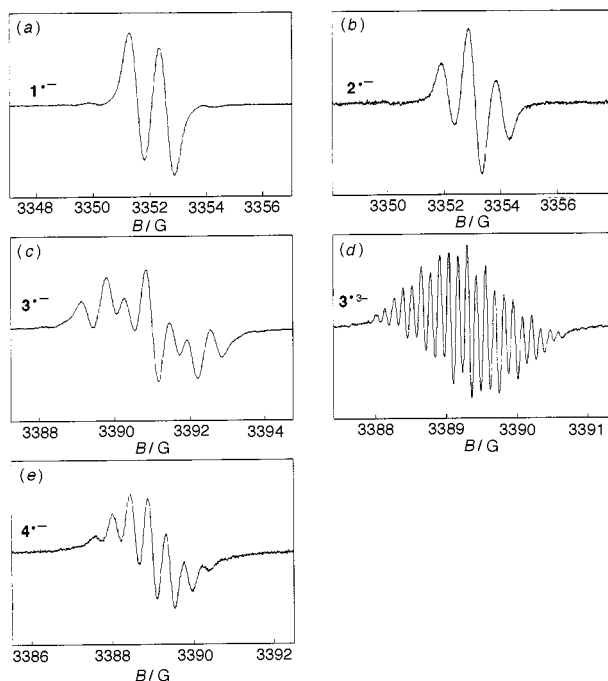 (a)
1•−
3348 3350 3352 3354 3356
B / G
(b)
2•−
3350 3352 3354 3356
B / G
(c)
3•−
3388 3390 3392 3394
B / G
(d)
3•3−
3388 3389 3390 3391
B / G
(e)
4•−
3386 3388 3390 3392
B / G